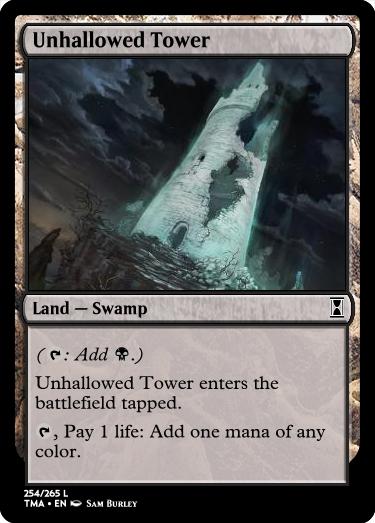 Unhallowed Tower
Land — Swamp
( : Add .)
Unhallowed Tower enters the
battlefield tapped.
, Pay 1 life: Add one mana of any
color.
254/265 L
TMA • EN Sam Burley